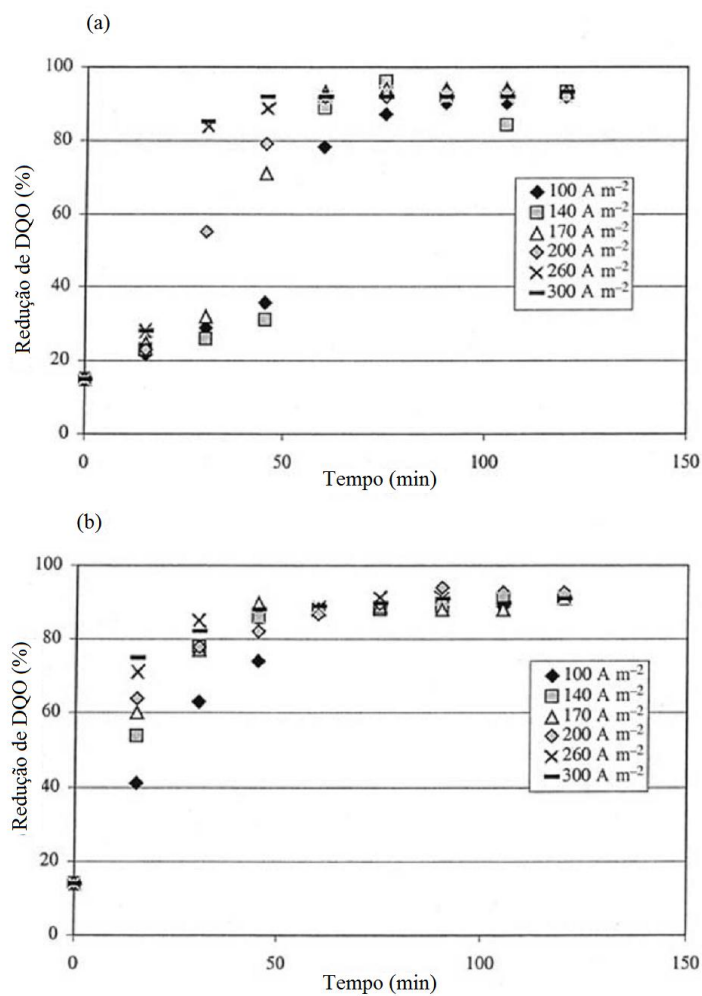 (a)
100
80
60
40
20
0
Redução de DQO (%)
100 A m⁻²
140 A m⁻²
170 A m⁻²
200 A m⁻²
260 A m⁻²
300 A m⁻²
0 50 100 150
Tempo (min)
(b)
100
80
60
40
20
0
Redução de DQO (%)
100 A m⁻²
140 A m⁻²
170 A m⁻²
200 A m⁻²
260 A m⁻²
300 A m⁻²
0 50 100 150
Tempo (min)